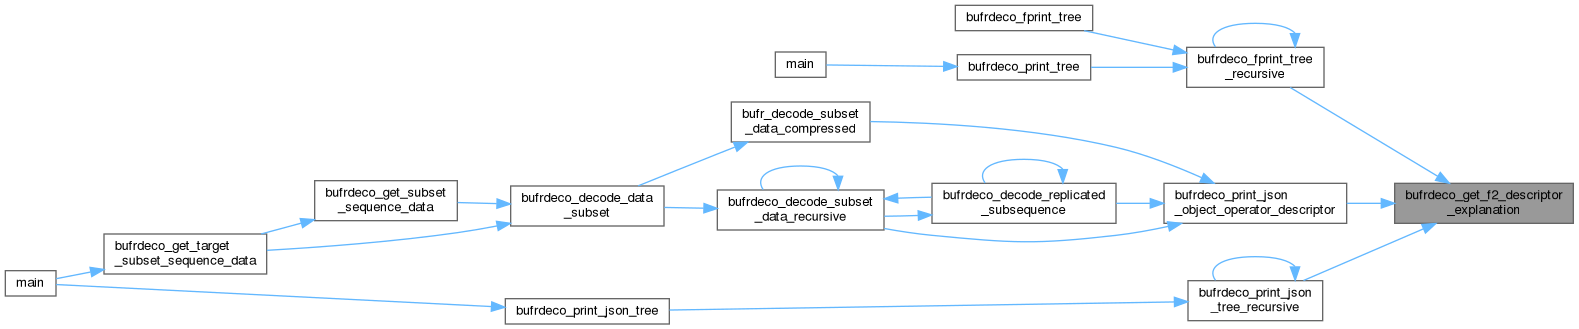 bufrdeco_fprint_tree
main
bufrdeco_print_tree
bufrdeco_fprint_tree
_recursive
bufr_decode_subset
_data_compressed
bufrdeco_get_subset
_sequence_data
bufrdeco_decode_data
_subset
bufrdeco_decode_subset
_data_recursive
bufrdeco_decode_replicated
_subsequence
bufrdeco_print_json
_object_operator_descriptor
bufrdeco_get_f2_descriptor
_explanation
bufrdeco_get_target
_subset_sequence_data
main
bufrdeco_print_json_tree
bufrdeco_print_json
_tree_recursive